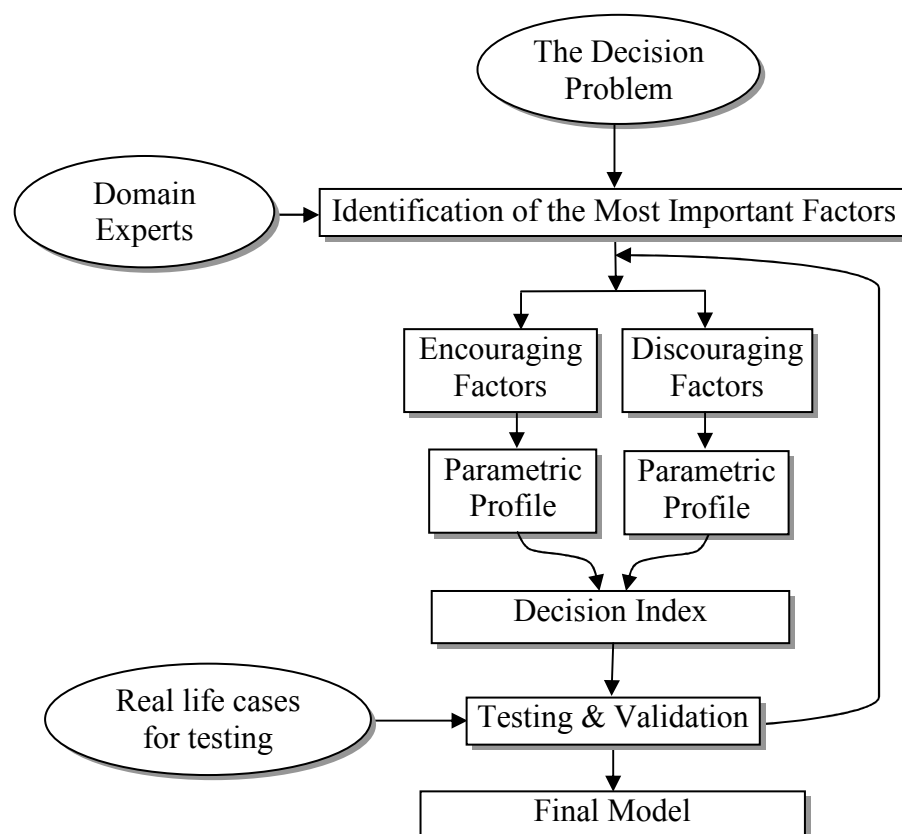 The Decision
Problem
Domain
Experts
Identification of the Most Important Factors
Encouraging
Factors
Discouraging
Factors
Parametric
Profile
Parametric
Profile
Decision Index
Real life cases
for testing
Testing & Validation
Final Model